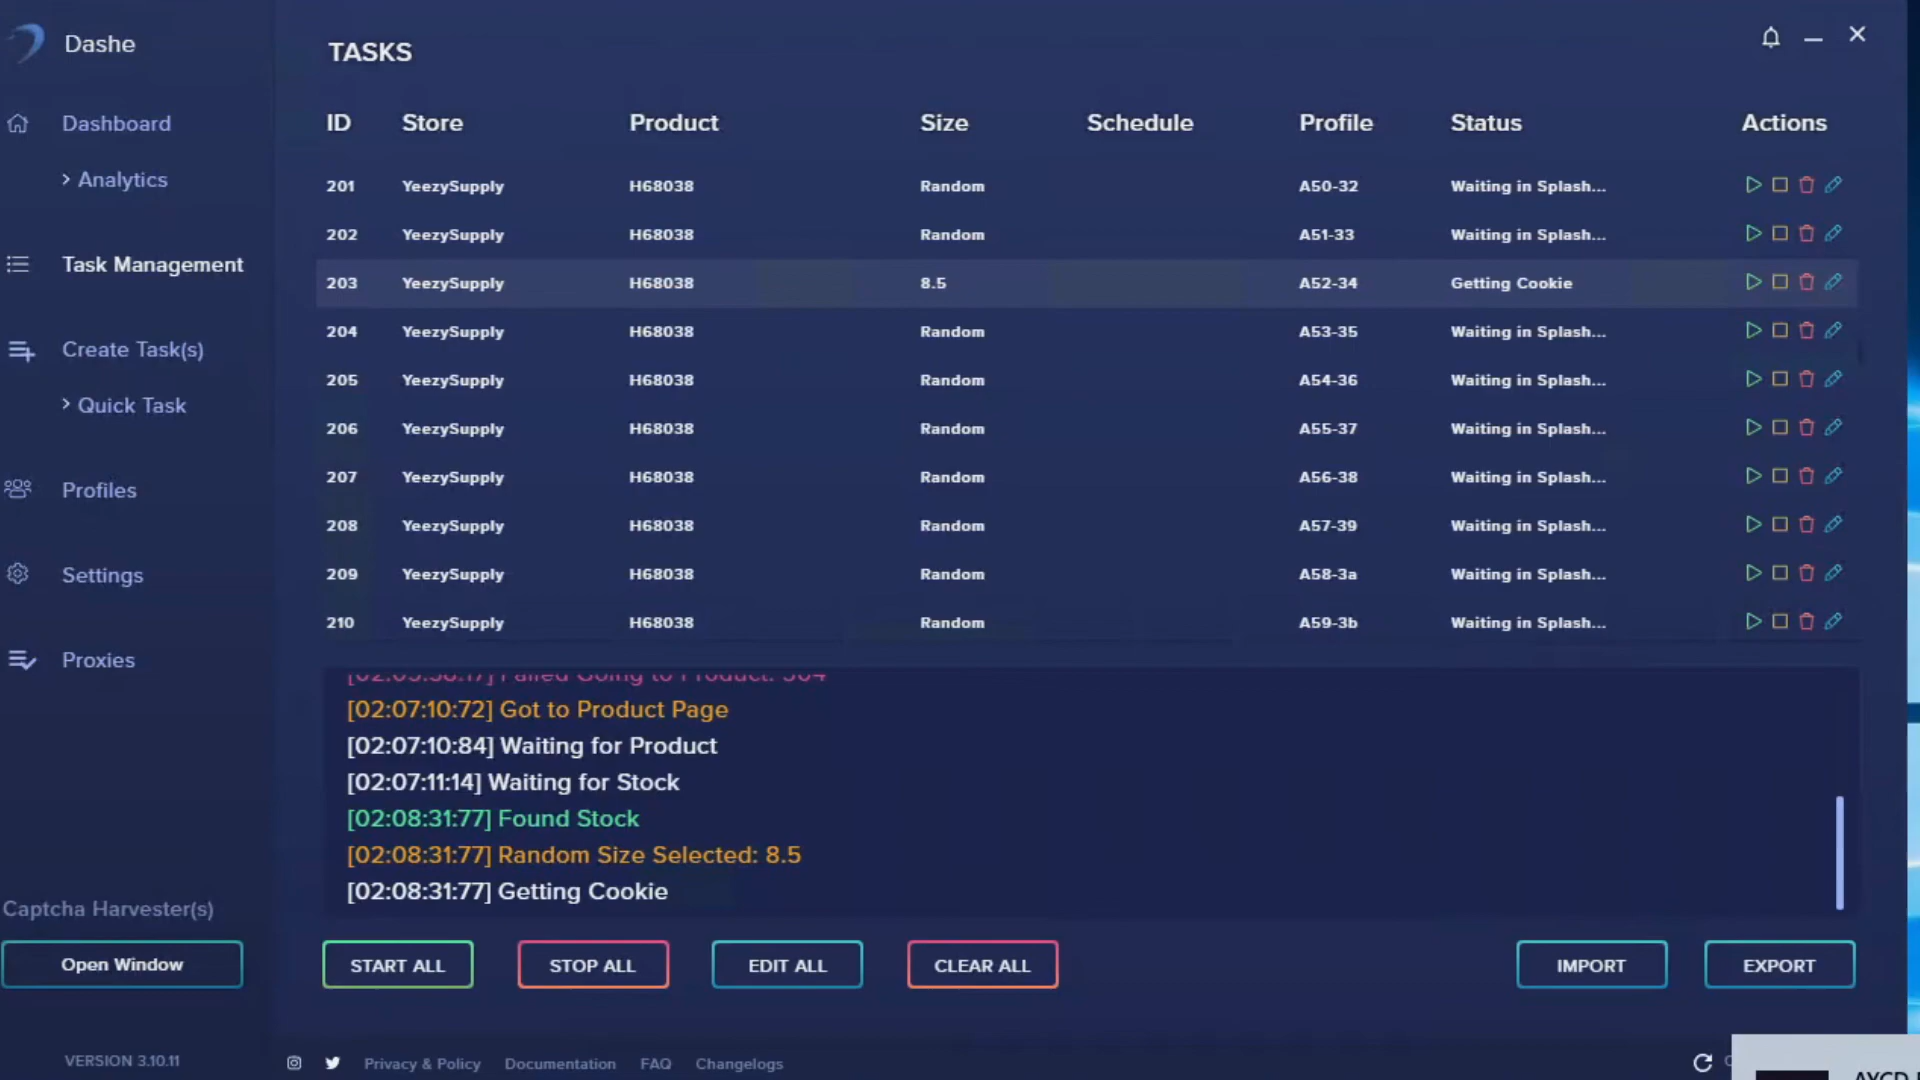 Dashe
TASKS
Dashboard
> Analytics
Task Management
Create Task(s)
> Quick Task
Profiles
Settings
Proxies
Captcha Harvester(s)
Open Window
VERSION 3.10.11
ID Store Product Size Schedule Profile Status Actions
201 YeezySupply H68038 Random A50-32 Waiting in Splash...
202 YeezySupply H68038 Random A51-33 Waiting in Splash...
203 YeezySupply H68038 8.5 A52-34 Getting Cookie
204 YeezySupply H68038 Random A53-35 Waiting in Splash...
205 YeezySupply H68038 Random A54-36 Waiting in Splash...
206 YeezySupply H68038 Random A55-37 Waiting in Splash...
207 YeezySupply H68038 Random A56-38 Waiting in Splash...
208 YeezySupply H68038 Random A57-39 Waiting in Splash...
209 YeezySupply H68038 Random A58-3a Waiting in Splash...
210 YeezySupply H68038 Random A59-3b Waiting in Splash...
Failed Going to Product:
[02:07:10:72] Got to Product Page
[02:07:10:84] Waiting for Product
[02:07:11:14] Waiting for Stock
[02:08:31:77] Found Stock
[02:08:31:77] Random Size Selected: 8.5
[02:08:31:77] Getting Cookie
START ALL STOP ALL EDIT ALL CLEAR ALL IMPORT EXPORT
Privacy & Policy Documentation FAQ Changelogs